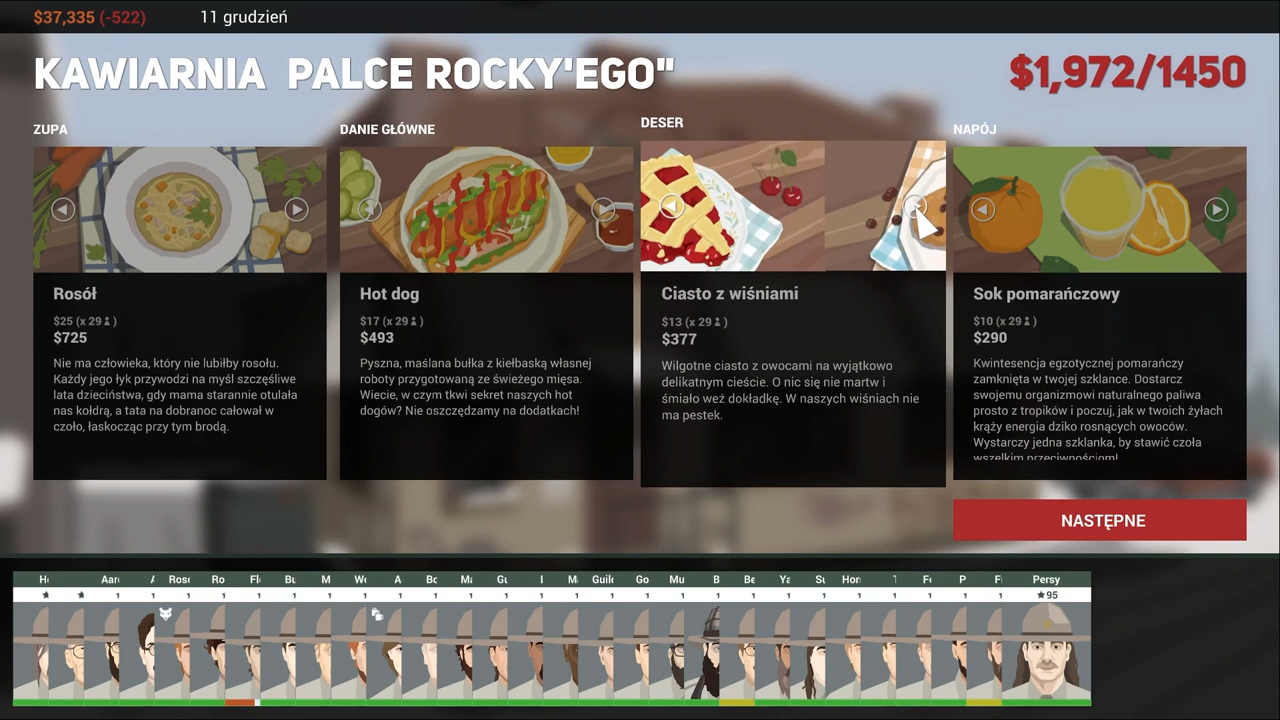 $37,335 (-522) 11 grudzień
KAWIARNIA PALCE ROCKY'EGO"
$1,972/1450
ZUPA
DANIE GŁÓWNE
DESER
NAPÓJ
Rosół
$25 (x 29)
$725
Nie ma człowieka, który nie lubiłby rosołu.
Każdy jego łyk przywodzi na myśl szczęśliwe
lata dzieciństwa, gdy mama starannie otulała
nas kołdrą, a tata na dobranoc całował w
czoło, łaskocząc przy tym brodą.
Hot dog
$17 (x 29)
$493
Pyszna, maślana bułka z kiełbaską własnej
roboty przygotowaną ze świeżego mięsa.
Wiecie, w czym tkwi sekret naszych hot
dogów? Nie oszczędzamy na dodatkach!
Ciasto z wiśniami
$13 (x 29)
$377
Wilgotne ciasto z owocami na wyjątkowo
delikatnym cieście. O nic się nie martw i
śmiało weź dokładkę. W naszych wiśniach nie
ma pestek.
Sok pomarańczowy
$10 (x 29)
$290
Kwintesencja egzotycznej pomarańczy
zamknięta w twojej szklance. Dostarcz
swojemu organizmowi naturalnego paliwa
prosto z tropików i poczuj, jak w twoich żyłach
krąży energia dziko rosnących owoców.
Wystarczy jedna szklanka, by stawić czoła
wszelkim przeciwnościom!
NASTĘPNE
Persy
95